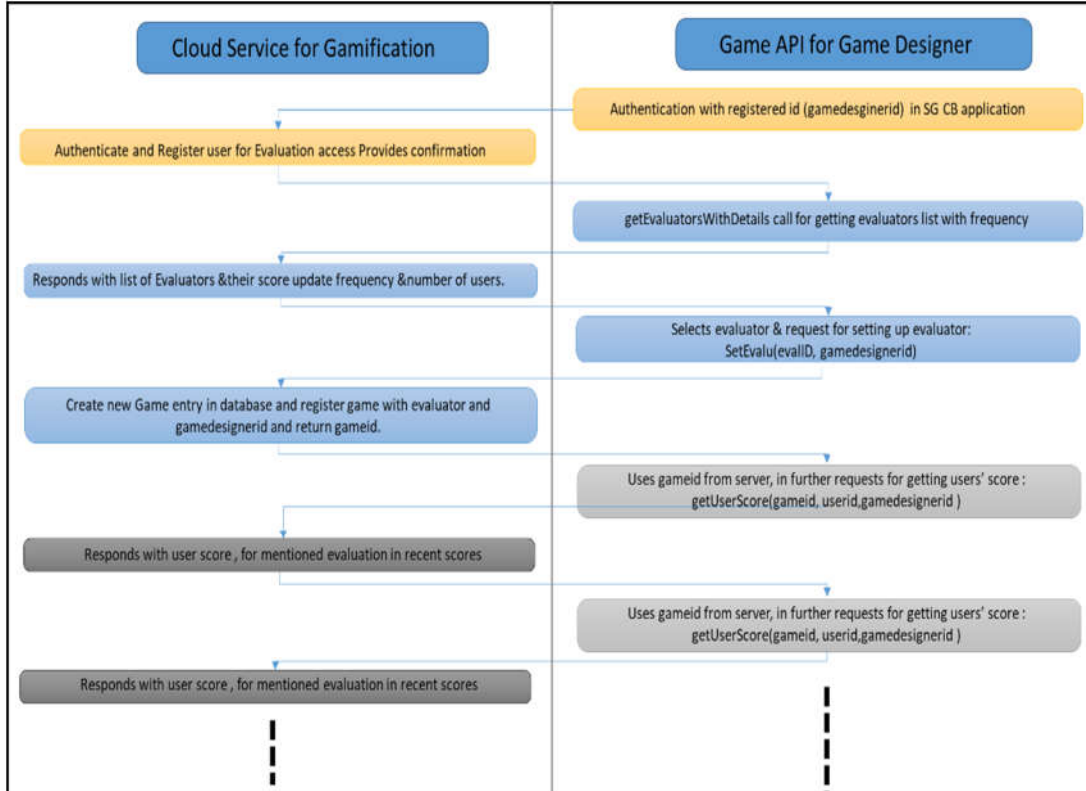 Cloud Service for Gamification
Game API for Game Designer
Authentication with registered id (gamedesginerid) in SG CB application
Authenticate and Register user for Evaluation access Provides confirmation
getEvaluatorsWithDetails call for getting evaluators list with frequency
Responds with list of Evaluators &their score update frequency &number of users.
Selects evaluator & request for setting up evaluator:
SetEvalu(evalID, gamedesignerid)
Create new Game entry in database and register game with evaluator and
gamedesignerid and return gameid.
Uses gameid from server, in further requests for getting users' score :
getUserScore(gameid, userid,gamedesignerid )
Responds with user score , for mentioned evaluation in recent scores
Uses gameid from server, in further requests for getting users' score :
getUserScore(gameid, userid,gamedesignerid )
Responds with user score , for mentioned evaluation in recent scores